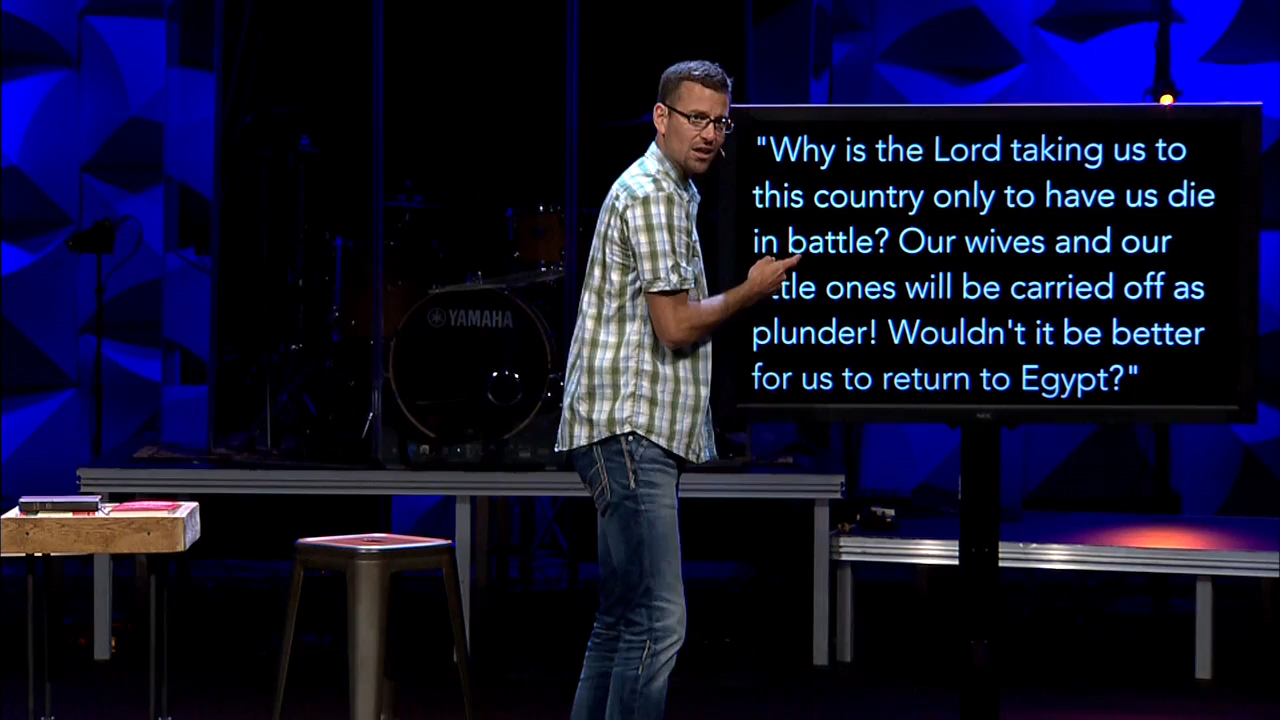 "Why is the Lord taking us to
this country only to have us die
in battle? Our wives and our
ones will be carried off as
plunder! Wouldn't it be better
for us to return to Egypt?"
YAMAHA
NEC